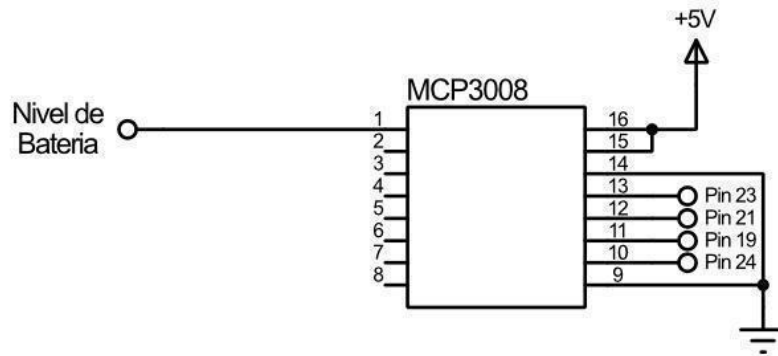 +5V
MCP3008
Nivel de
Bateria
1
2
3
4
5
6
7
8
16
15
14
13
12
11
10
9
Pin 23
Pin 21
Pin 19
Pin 24